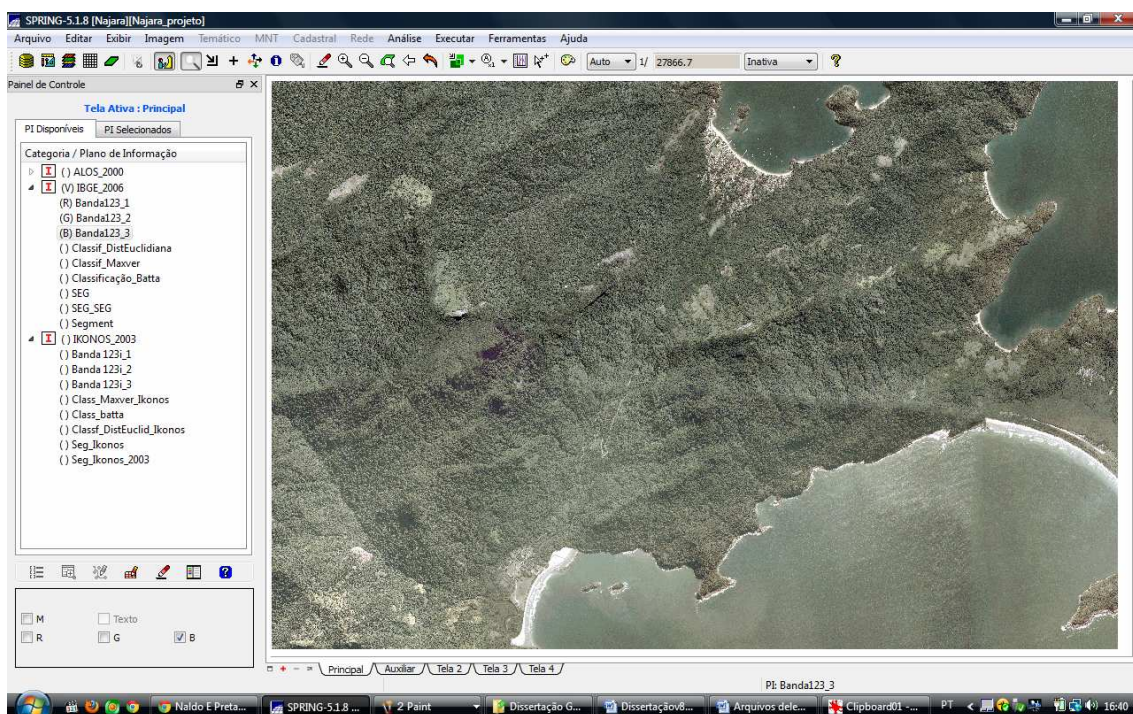 SPRING-5.1.8 [Najara][Najara_projeto]
Arquivo Editar Exibir Imagem Temático MNT Cadastral Rede Análise Executar Ferramentas Ajuda
Auto 1/ 27866.7 Inativa
Painel de Controle
Tela Ativa : Principal
PI Disponíveis PI Selecionados
Categoria / Plano de Informação
() ALOS_2000
(V) IBGE_2006
(R) Banda123_1
(G) Banda123_2
(B) Banda123_3
() Classif_DistEuclidiana
() Classif_Maxver
() Classificação_Batta
() SEG
() SEG_SEG
() Segment
() IKONOS_2003
() Banda 123i_1
() Banda 123i_2
() Banda 123i_3
() Class_Maxver_Ikonos
() Class_batta
() Classf_DistEuclid_Ikonos
() Seg_Ikonos
() Seg_Ikonos_2003
M Texto
R G B
Principal Auxiliar Tela 2 Tela 3 Tela 4
PI: Banda123_3
Naldo E Preta... SPRING-5.1.8 ... 2 Paint Dissertação G... Dissertaçãov8... Arquivos dele... Clipboard01 -... PT 16:40